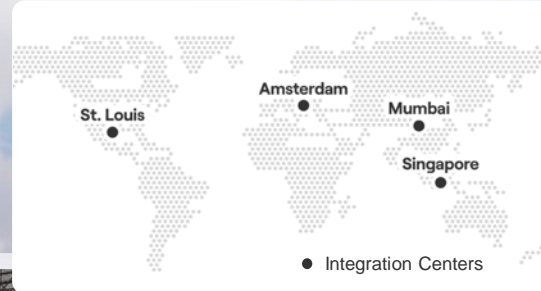 Amsterdam
St. Louis
Mumbai
Singapore
Integration Centers